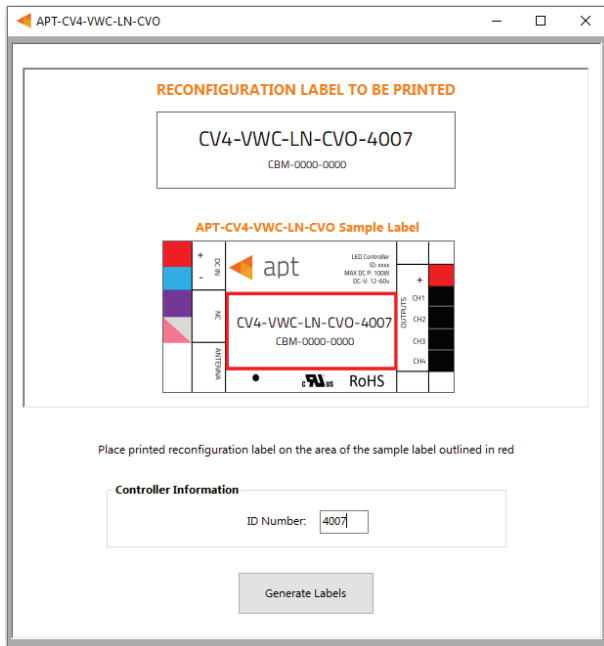 APT-CV4-VWC-LN-CVO
RECONFIGURATION LABEL TO BE PRINTED
CV4-VWC-LN-CVO-4007
CBM-0000-0000
APT-CV4-VWC-LN-CVO Sample Label
+
-
DC IN
NC
ANTENNA
apt
LED Controller
ID: xxxx
MAX DC P: 100W
DC-U: 12-60v
CV4-VWC-LN-CVO-4007
CBM-0000-0000
c RU us
RoHS
OUTPUTS
+
CH1
CH2
CH3
CH4
Place printed reconfiguration label on the area of the sample label outlined in red
Controller Information
ID Number: 4007
Generate Labels